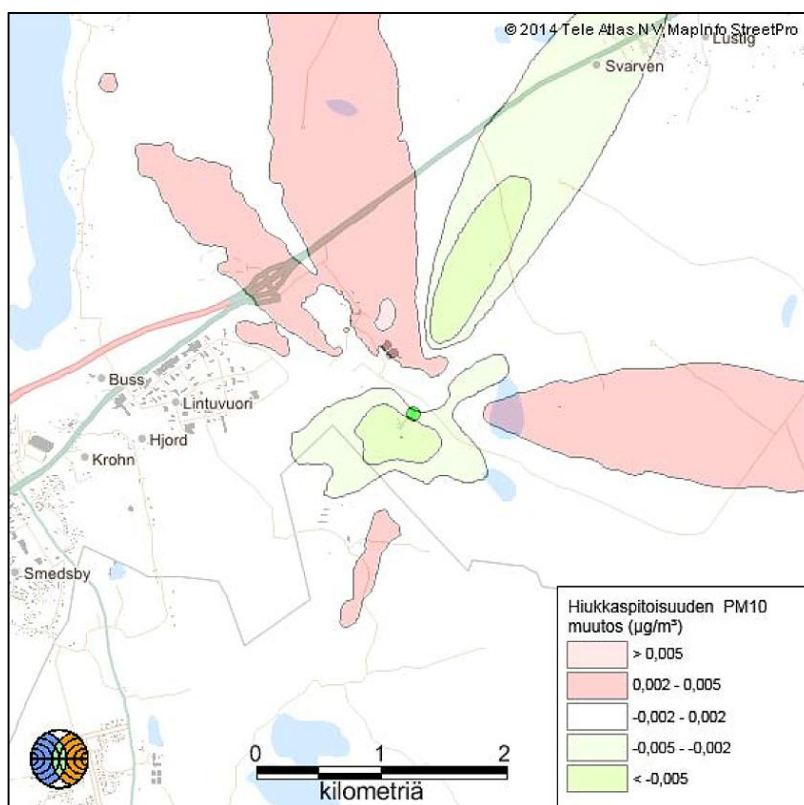 © 2014 Tele Atlas NV, MapInfo StreetPro
Lustig
Svarven
Buss
Lintuvuori
Hjord
Krohn
Smedsby
Hiukkaspitoisuuden PM10
muutos (µg/m³)
> 0,005
0,002 - 0,005
-0,002 - 0,002
-0,005 - -0,002
< -0,005
0 1 2
kilometriä